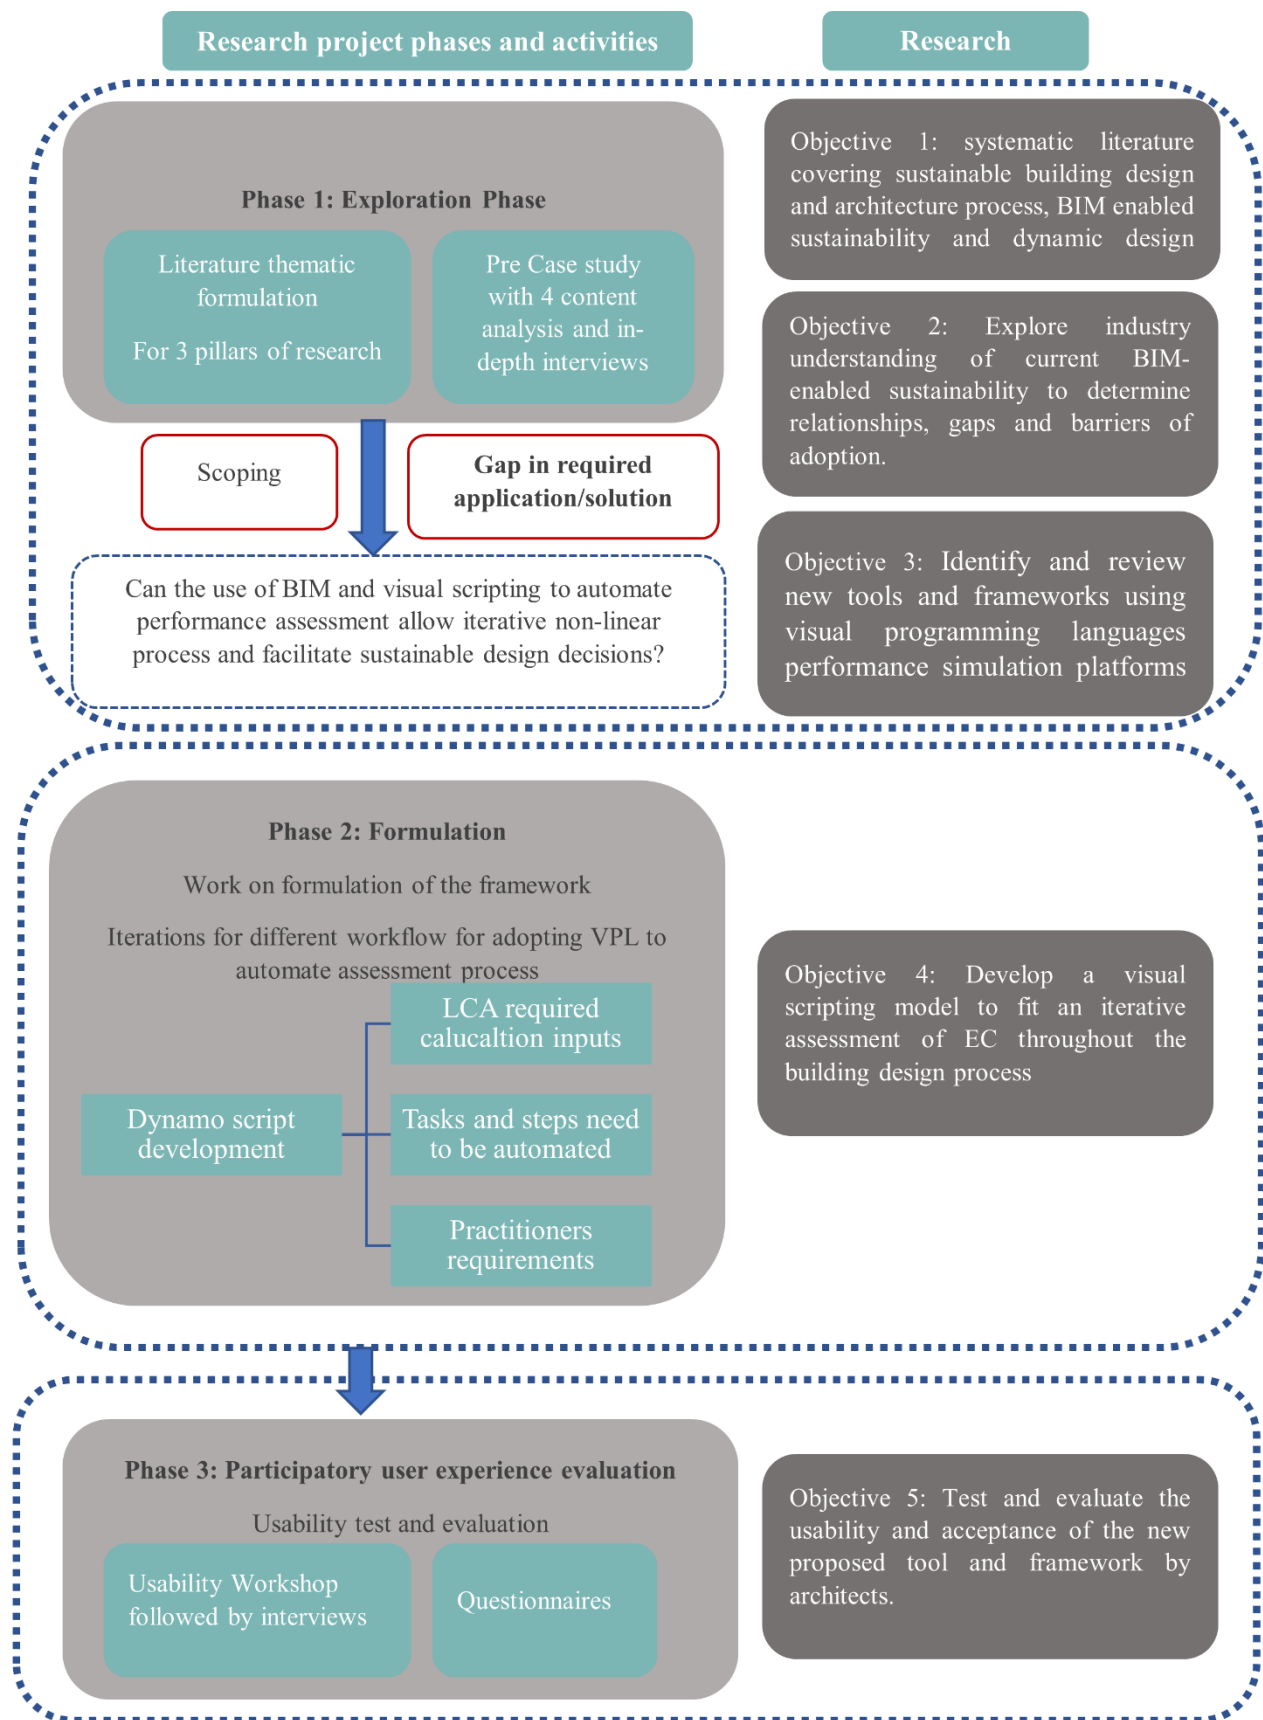 Research project phases and activities
Research
Phase 1: Exploration Phase
Literature thematic
formulation
For 3 pillars of research
Pre Case study
with 4 content
analysis and in-
depth interviews
Scoping
Gap in required
application/solution
Can the use of BIM and visual scripting to automate
performance assessment allow iterative non-linear
process and facilitate sustainable design decisions?
Objective 1: systematic literature
covering sustainable building design
and architecture process, BIM enabled
sustainability and dynamic design
Objective 2: Explore industry
understanding of current BIM-
enabled sustainability to determine
relationships, gaps and barriers of
adoption.
Objective 3: Identify and review
new tools and frameworks using
visual programming languages
performance simulation platforms
Phase 2: Formulation
Work on formulation of the framework
Iterations for different workflow for adopting VPL to
automate assessment process
Dynamo script
development
LCA required
calucaltion inputs
Tasks and steps need
to be automated
Practitioners
requirements
Objective 4: Develop a visual
scripting model to fit an iterative
assessment of EC throughout the
building design process
Phase 3: Participatory user experience evaluation
Usability test and evaluation
Usability Workshop
followed by interviews
Questionnaires
Objective 5: Test and evaluate the
usability and acceptance of the new
proposed tool and framework by
architects.